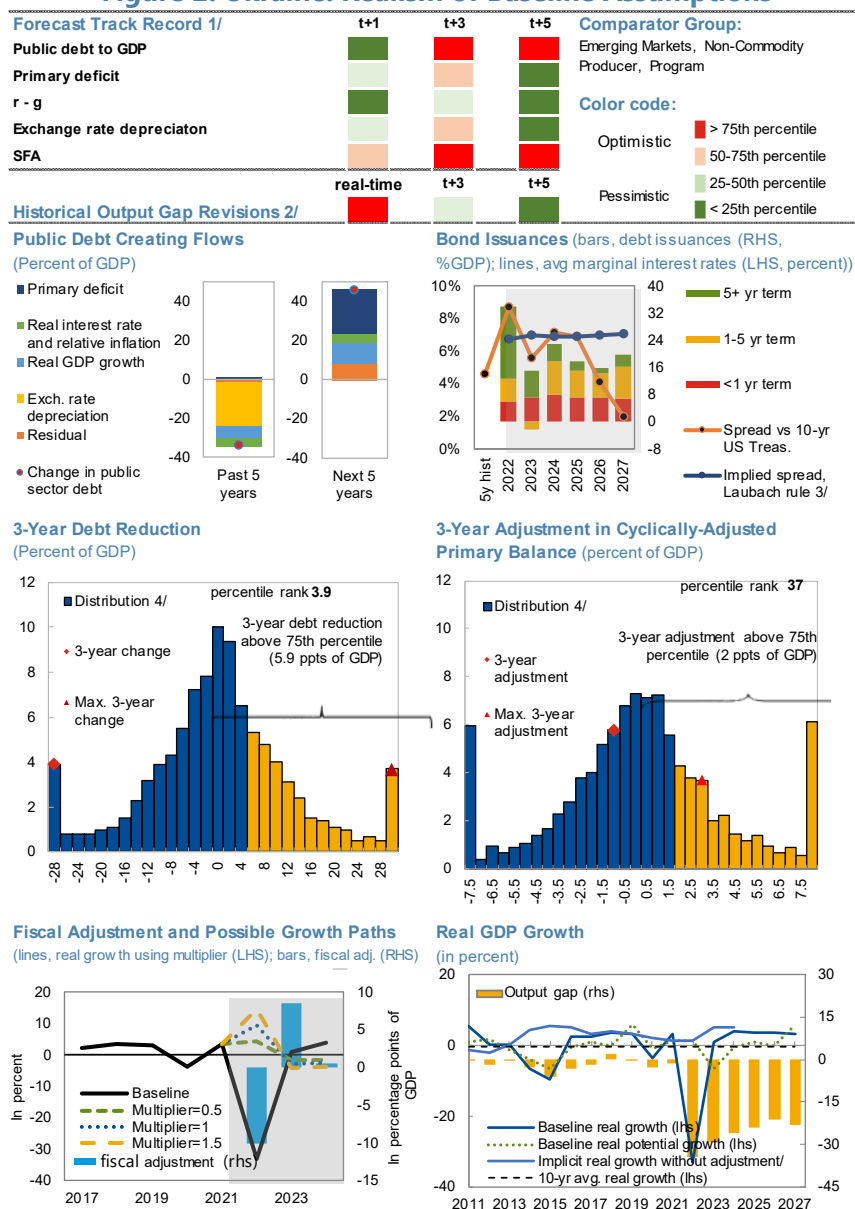 Figure 2. Ukraine: Realism of Baseline Assumptions
Forecast Track Record 1/ t+1 t+3 t+5
Public debt to GDP
Primary deficit
r - g
Exchange rate depreciaton
SFA
real-time t+3 t+5
Historical Output Gap Revisions 2/
Comparator Group:
Emerging Markets, Non-Commodity
Producer, Program
Color code:
Optimistic
> 75th percentile
50-75th percentile
Pessimistic
25-50th percentile
< 25th percentile
Public Debt Creating Flows
(Percent of GDP)
Primary deficit
Real interest rate
and relative inflation
Real GDP growth
Exch. rate
depreciation
Residual
Change in public
sector debt
40
20
0
-20
-40
Past 5
years
40
20
0
-20
-40
Next 5
years
Bond Issuances (bars, debt issuances (RHS,
%GDP); lines, avg marginal interest rates (LHS, percent))
10%
8%
6%
4%
2%
0%
40
32
24
16
8
0
-8
5y hist
2022
2023
2024
2025
2026
2027
5+ yr term
1-5 yr term
<1 yr term
Spread vs 10-yr
US Treas.
Implied spread,
Laubach rule 3/
3-Year Debt Reduction
(Percent of GDP)
12
10
8
6
4
2
0
Distribution 4/
3-year change
Max. 3-year
change
percentile rank 3.9
3-year debt reduction
above 75th percentile
(5.9 ppts of GDP)
-28
-24
-20
-16
-12
-8
-4
0
4
8
12
16
20
24
28
3-Year Adjustment in Cyclically-Adjusted
Primary Balance (percent of GDP)
12
10
8
6
4
2
0
Distribution 4/
3-year
adjustment
Max. 3-year
adjustment
percentile rank 37
3-year adjustment above 75th
percentile (2 ppts of GDP)
-7.5
-6.5
-5.5
-4.5
-3.5
-2.5
-1.5
-0.5
0.5
1.5
2.5
3.5
4.5
5.5
6.5
7.5
Fiscal Adjustment and Possible Growth Paths
(lines, real growth using multiplier (LHS); bars, fiscal adj. (RHS)
In percent
20
10
0
-10
-20
-30
-40
10
5
0
-5
-10
-15
In percentage points of
GDP
Baseline
Multiplier=0.5
Multiplier=1
Multiplier=1.5
fiscal adjustment (rhs)
2017 2019 2021 2023
Real GDP Growth
(in percent)
20
0
-20
-40
30
15
0
-15
-30
-45
Output gap (rhs)
Baseline real growth (lhs)
Baseline real potential growth (lhs)
Implicit real growth without adjustment/
10-yr avg. real growth (lhs)
2011 2013 2015 2017 2019 2021 2023 2025 2027